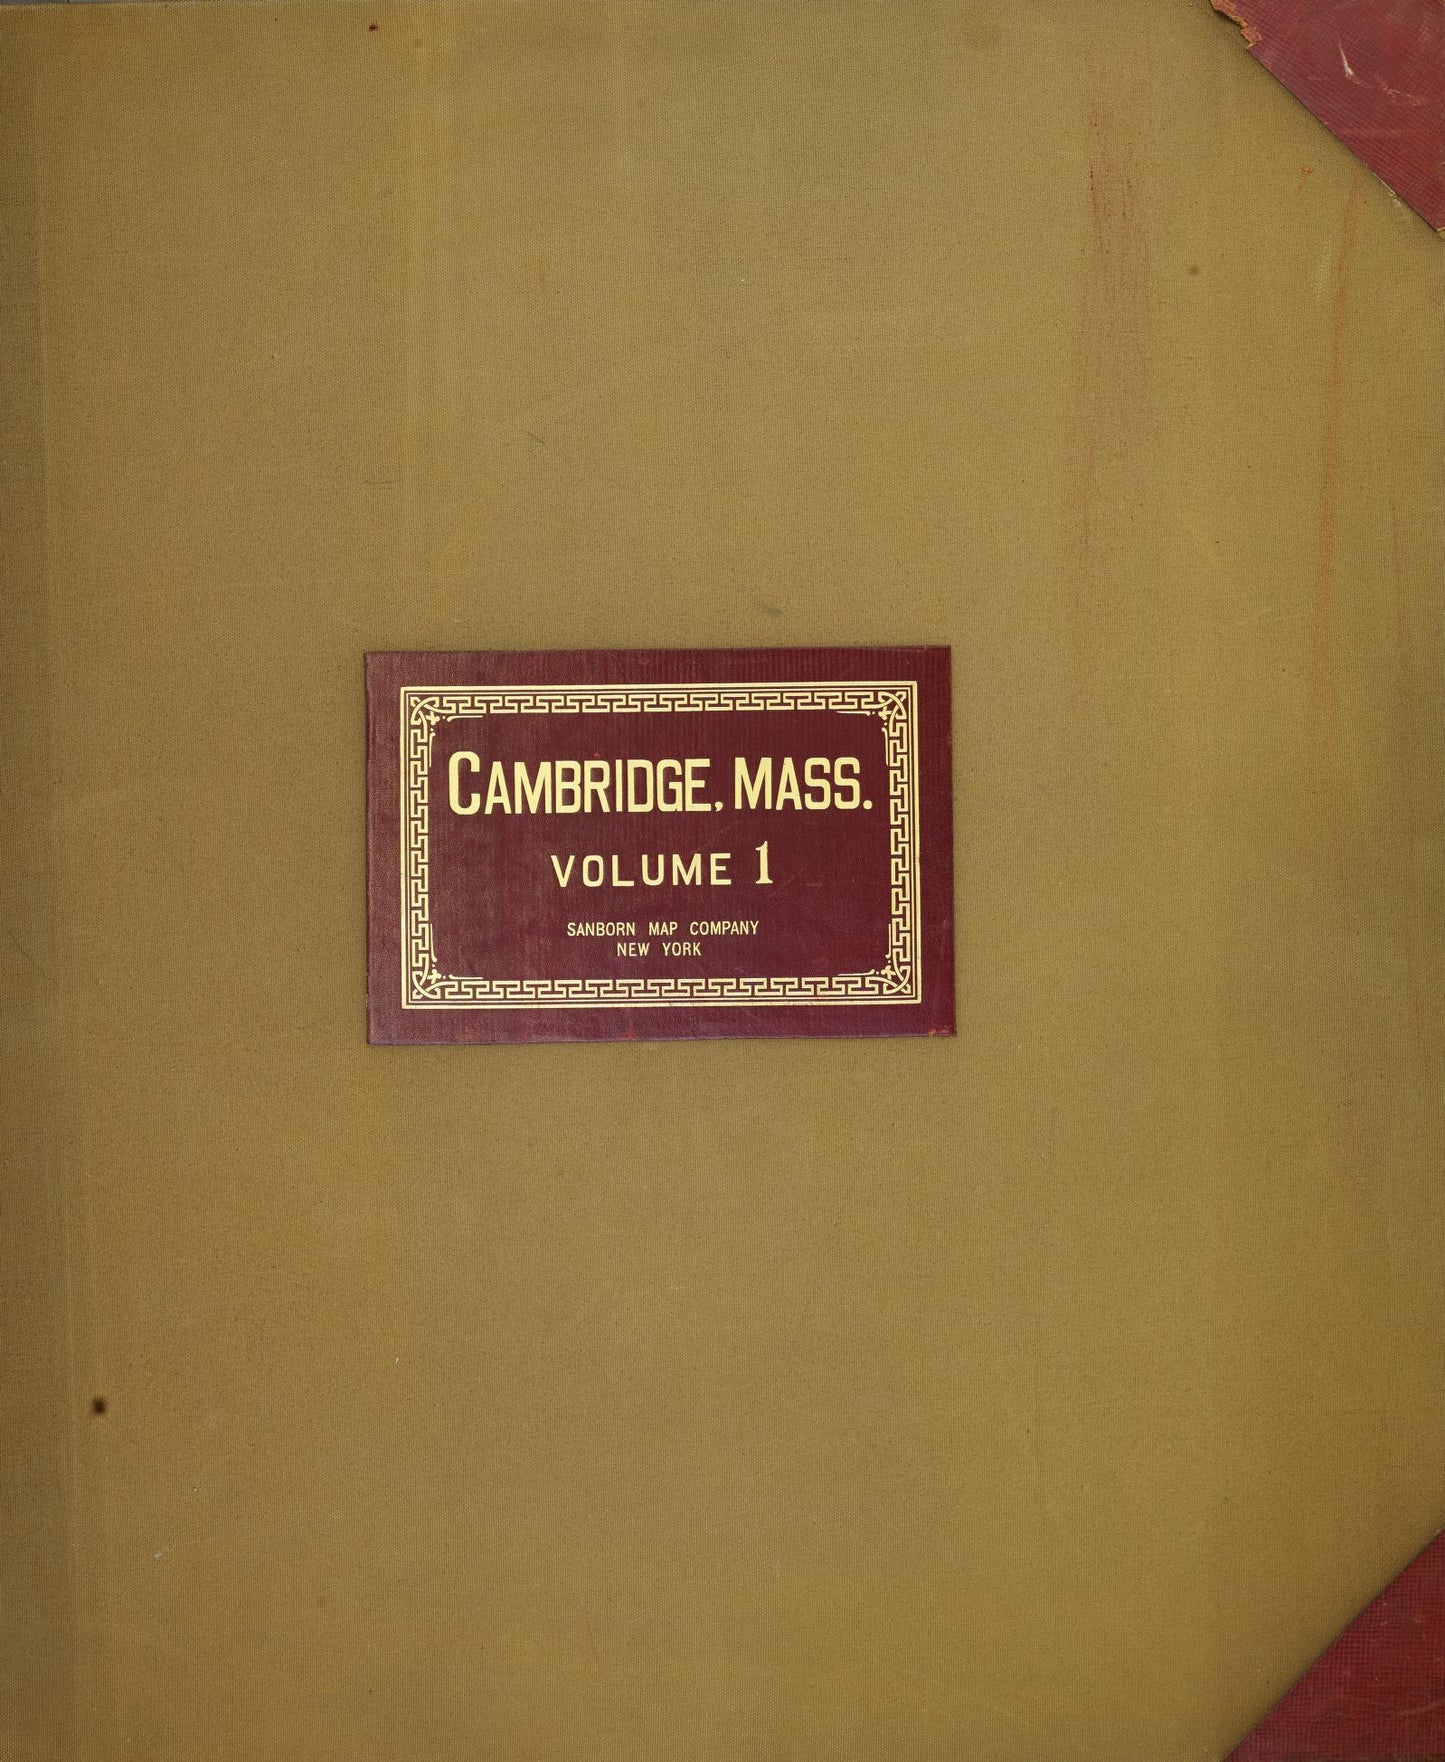 CAMBRIDGE, MASS.
VOLUME 1
SANBORN MAP COMPANY
NEW YORK